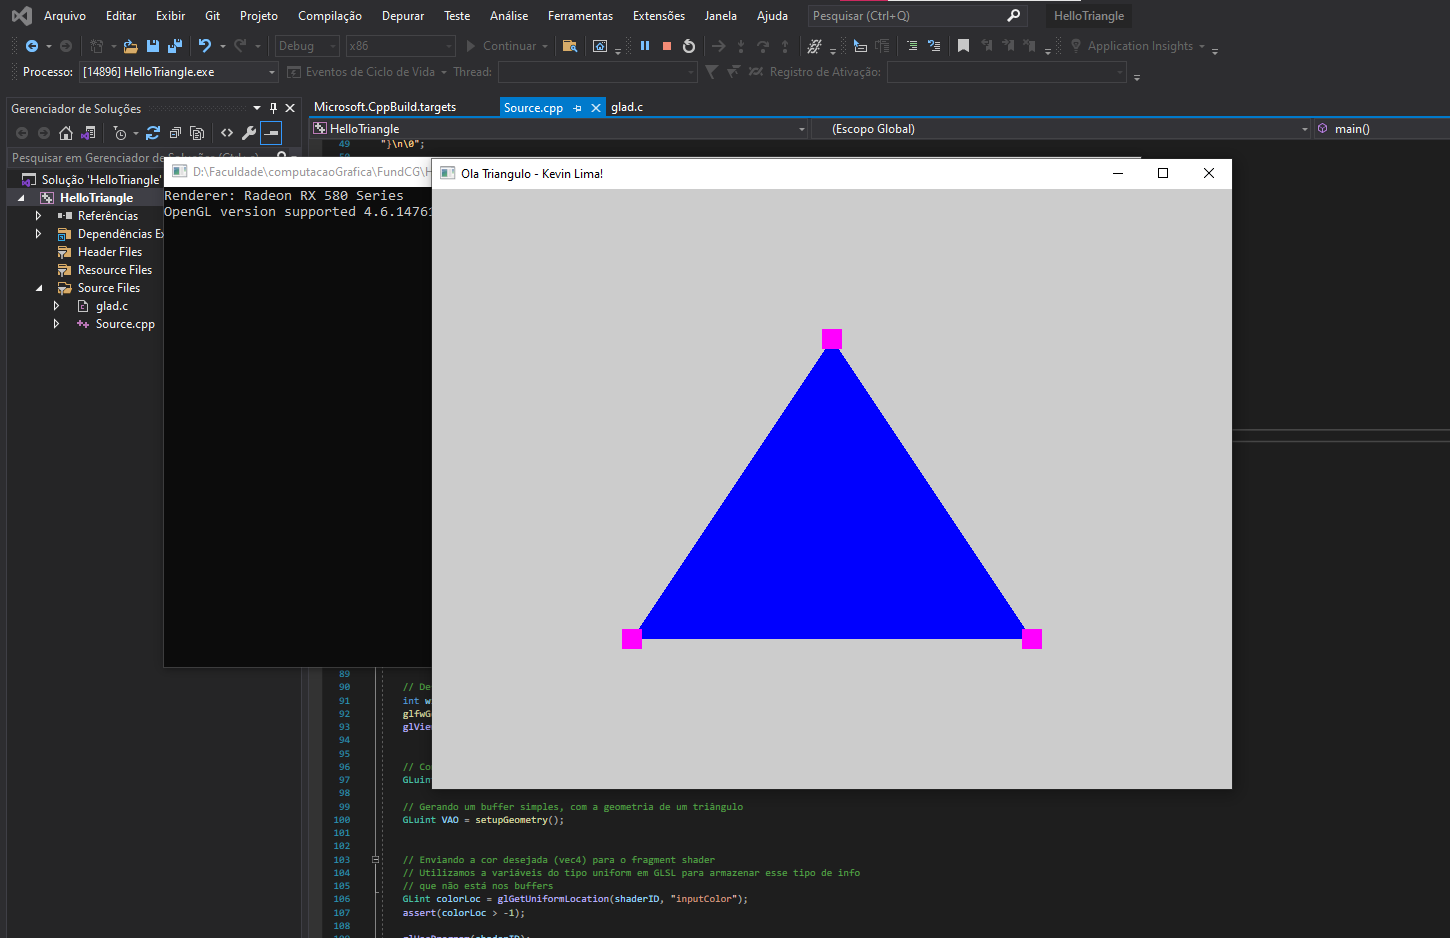 Arquivo Editar Exibir Git Projeto Compilação Depurar Teste Análise Ferramentas Extensões Janela Ajuda Pesquisar (Ctrl+Q) HelloTriangle
Debug x86 Continuar Application Insights
Processo: [14896] HelloTriangle.exe Eventos de Ciclo de Vida Thread: Registro de Ativação:
Gerenciador de Soluções
Microsoft.CppBuild.targets Source.cpp glad.c
HelloTriangle (Escopo Global) main()
49 "}\n\0";
Pesquisar em Gerenciador de
D:\Faculdade\computacaoGrafica\FundCG\H
Ola Triangulo - Kevin Lima!
Solução 'HelloTriangle'
HelloTriangle
Referências
Dependências Ex
Header Files
Resource Files
Source Files
glad.c
Source.cpp
Renderer: Radeon RX 580 Series
OpenGL version supported 4.6.14761
89
90 // De
91 int w
92 glfwG
93 glVie
94
95
96 // Co
97 GLuint
98
99 // Gerando um buffer simples, com a geometria de um triângulo
100 GLuint VAO = setupGeometry();
101
102
103 // Enviando a cor desejada (vec4) para o fragment shader
104 // Utilizamos a variáveis do tipo uniform em GLSL para armazenar esse tipo de info
105 // que não está nos buffers
106 GLint colorLoc = glGetUniformLocation(shaderID, "inputColor");
107 assert(colorLoc > -1);
108
109 glUseProgram(shaderID);